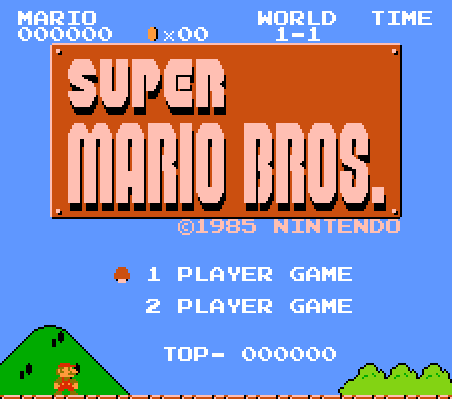 MARIO WORLD TIME
000000 ×00 1-1
SUPER
MARIO BROS.
©1985 NINTENDO
1 PLAYER GAME
2 PLAYER GAME
TOP- 000000